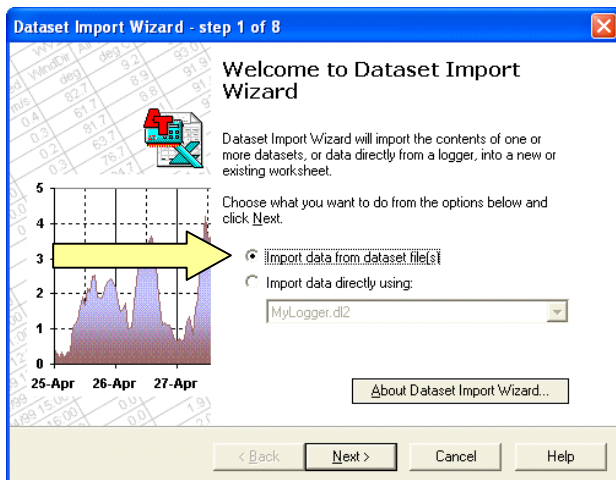 Dataset Import Wizard - step 1 of 8
Welcome to Dataset Import
Wizard
Dataset Import Wizard will import the contents of one or
more datasets, or data directly from a logger, into a new or
existing worksheet.
Choose what you want to do from the options below and
click Next.
Import data from dataset file(s)
Import data directly using:
MyLogger.dl2
About Dataset Import Wizard...
5
4
3
2
1
0
25-Apr 26-Apr 27-Apr
< Back
Next >
Cancel
Help